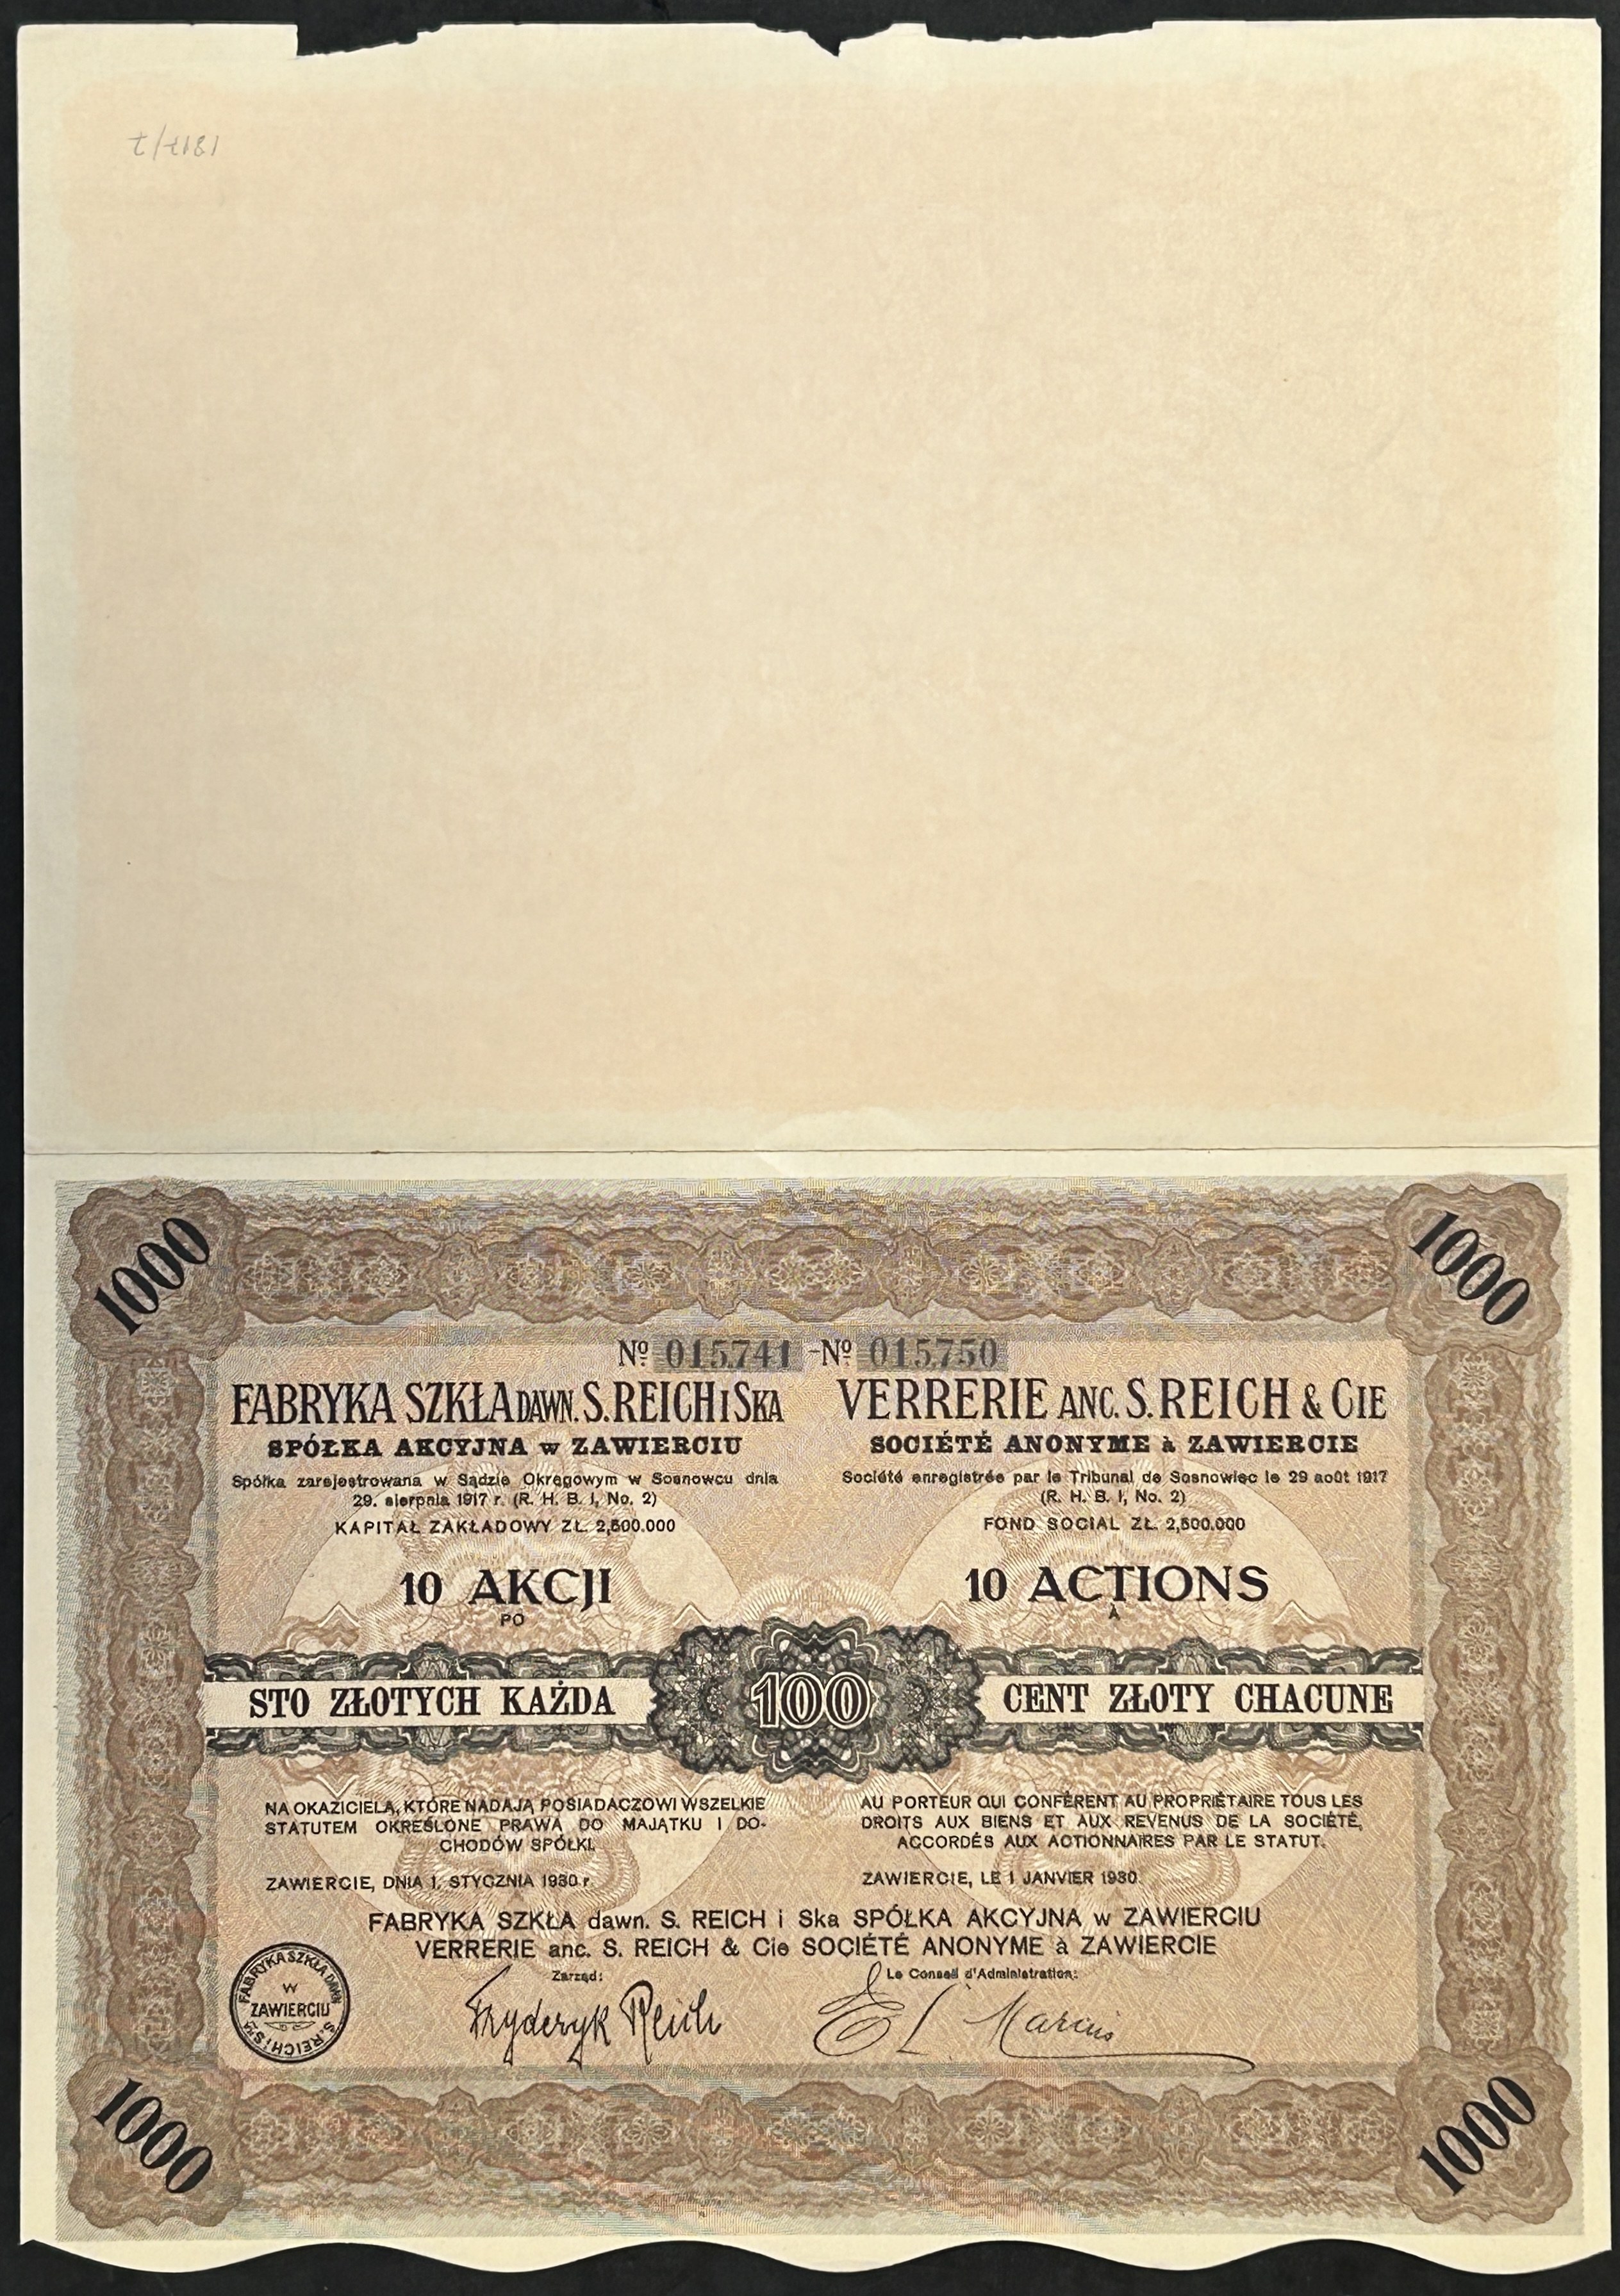 1817/7
1000
1000
Nº 015741 - Nº 015750
FABRYKA SZKŁA DAWN. S. REICH i SKA
SPÓŁKA AKCYJNA w ZAWIERCIU
Spółka zarejestrowana w Sądzie Okręgowym w Sosnowcu dnia
29. sierpnia 1917 r. (R. H. B. I, No. 2)
KAPITAŁ ZAKŁADOWY ZŁ. 2,500.000
10 AKCJI
PO
STO ZŁOTYCH KAŻDA
NA OKAZICIELA, KTÓRE NADAJĄ POSIADACZOWI WSZELKIE
STATUTEM OKREŚLONE PRAWA DO MAJĄTKU I DO-
CHODÓW SPÓŁKI.
ZAWIERCIE, DNIA 1. STYCZNIA 1930 r.
VERRERIE ANC. S. REICH & CIE
SOCIÉTÉ ANONYME à ZAWIERCIE
Société enregistrée par le Tribunal de Sosnowiec le 29 août 1917
(R. H. B. I, No. 2)
FOND SOCIAL ZŁ. 2,500.000
10 ACTIONS
À
CENT ZŁOTY CHACUNE
AU PORTEUR QUI CONFÈRENT AU PROPRIÉTAIRE TOUS LES
DROITS AUX BIENS ET AUX REVENUS DE LA SOCIÉTÉ,
ACCORDÉS AUX ACTIONNAIRES PAR LE STATUT.
ZAWIERCIE, LE 1 JANVIER 1930.
100
FABRYKA SZKŁA dawn. S. REICH i Ska SPÓŁKA AKCYJNA w ZAWIERCIU
VERRERIE anc. S. REICH & Cie SOCIÉTÉ ANONYME à ZAWIERCIE
Zarząd:
Le Conseil d'Administration:
Fryderyk Reich
FABRYKA SZKŁA DAWN. S. REICH i SKA
W
ZAWIERCIU
1000
1000